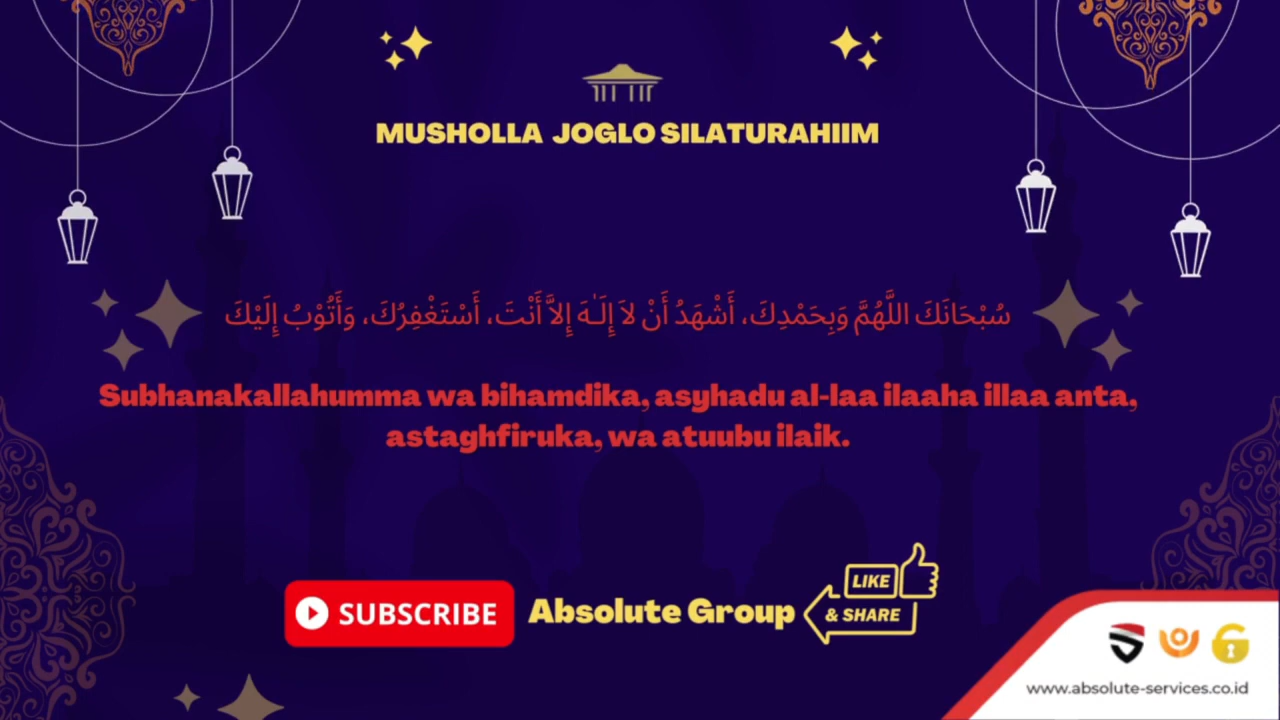 MUSHOLLA JOGLO SILATURAHIIM
سُبْحَانَكَ اللَّهُمَّ وَبِحَمْدِكَ، أَشْهَدُ أَنْ لاَ إِلَـٰهَ إِلاَّ أَنْتَ، أَسْتَغْفِرُكَ، وَأَتُوْبُ إِلَيْكَ
Subhanakallahumma wa bihamdika, asyhadu al-laa ilaaha illaa anta,
astaghfiruka, wa atuubu ilaik.
SUBSCRIBE
Absolute Group
LIKE
& SHARE
www.absolute-services.co.id